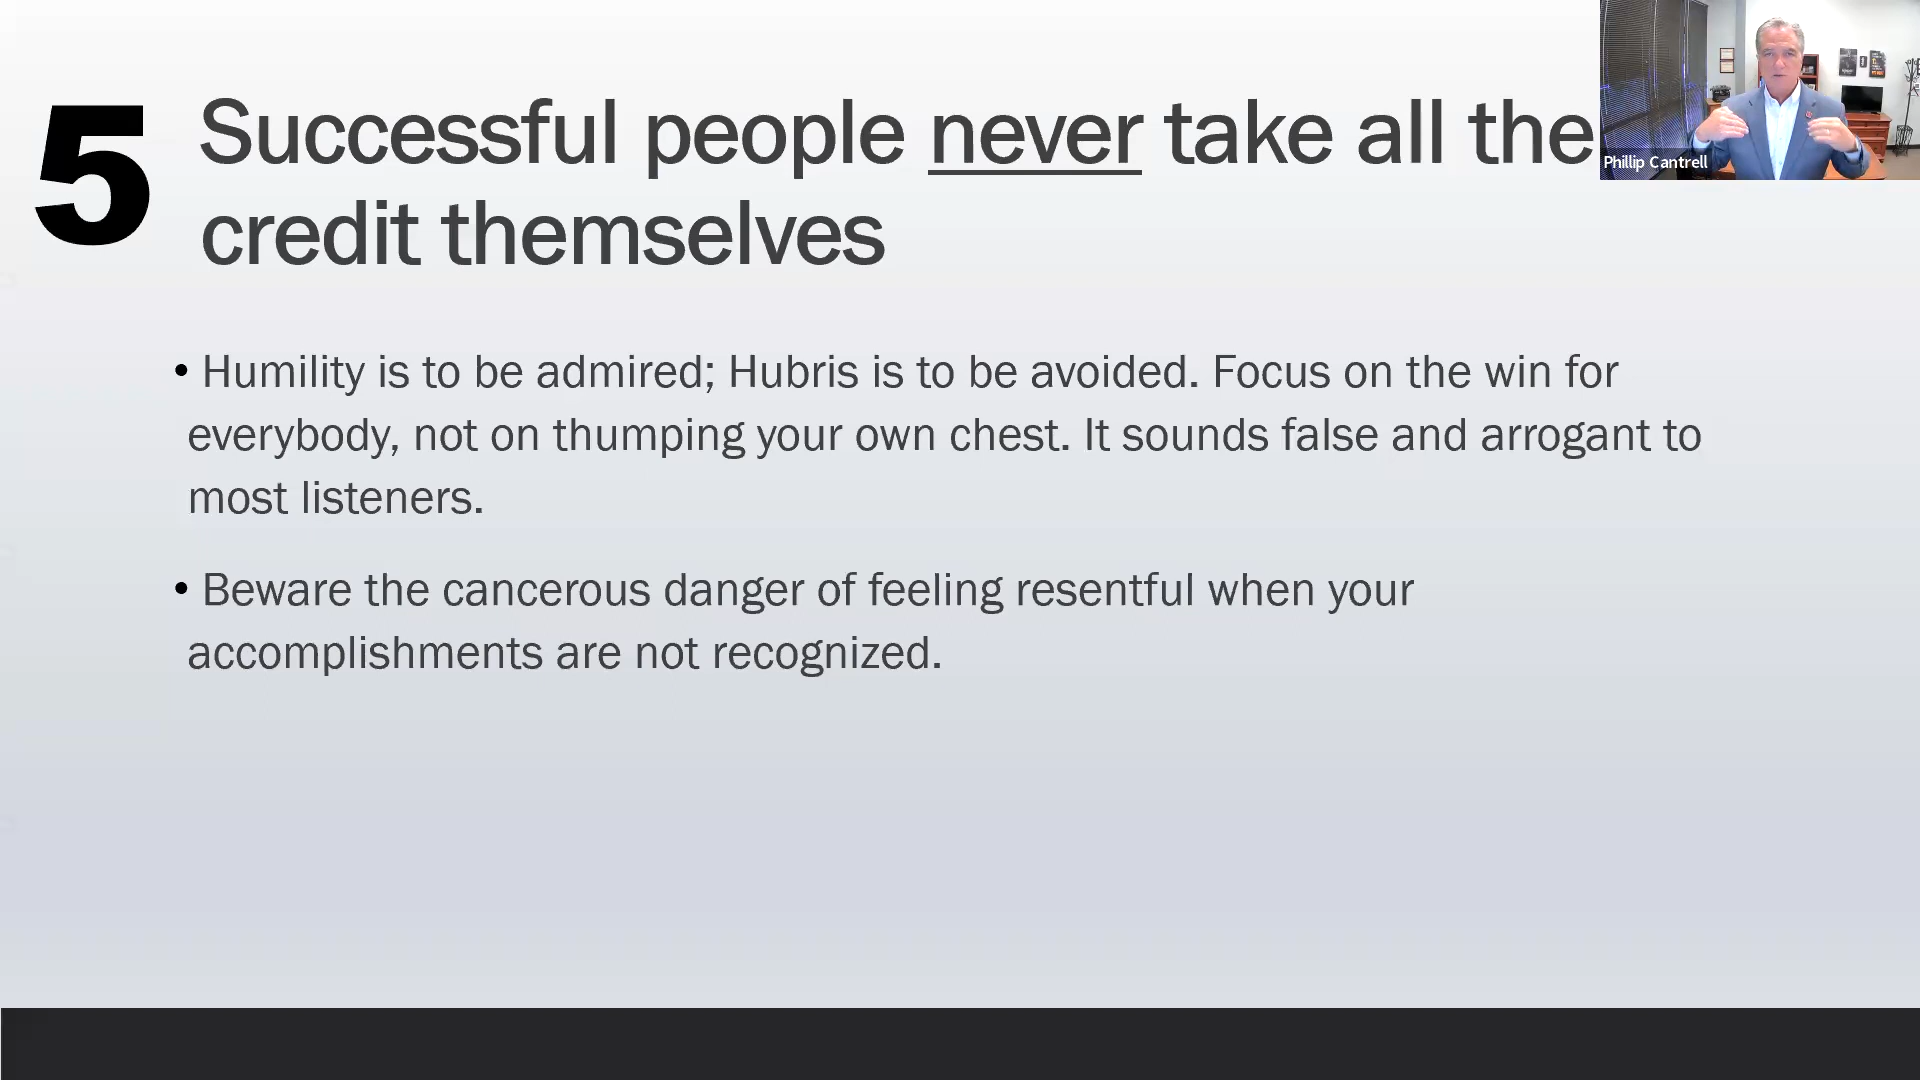 5
Successful people never take all the
credit themselves
Phillip Cantrell
• Humility is to be admired; Hubris is to be avoided. Focus on the win for
everybody, not on thumping your own chest. It sounds false and arrogant to
most listeners.
• Beware the cancerous danger of feeling resentful when your
accomplishments are not recognized.